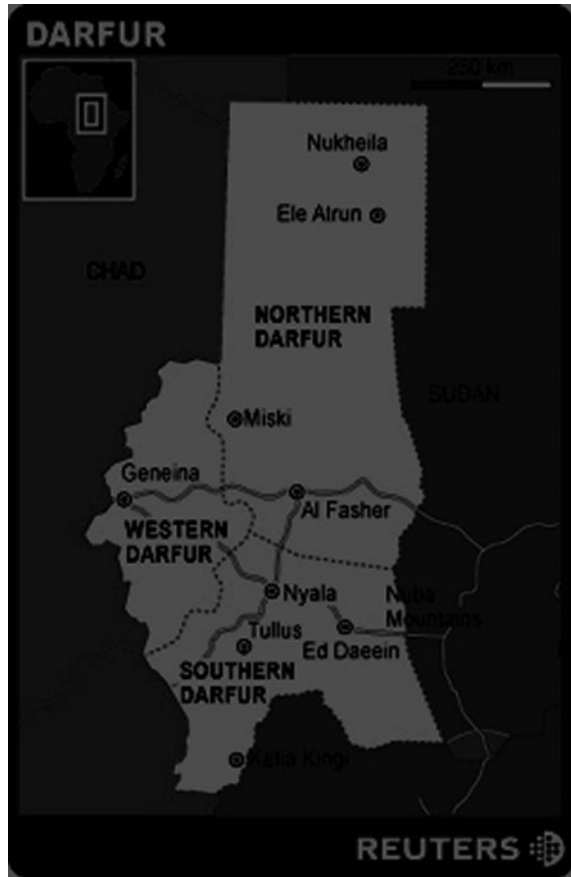 DARFUR
250 km
Nukheila
Ele Atrun
CHAD
NORTHERN
DARFUR
SUDAN
Miski
Geneina
Al Fasher
WESTERN
DARFUR
Nyala
Nuba
Mountains
Tullus
Ed Daeein
SOUTHERN
DARFUR
Kafia Kingi
REUTERS